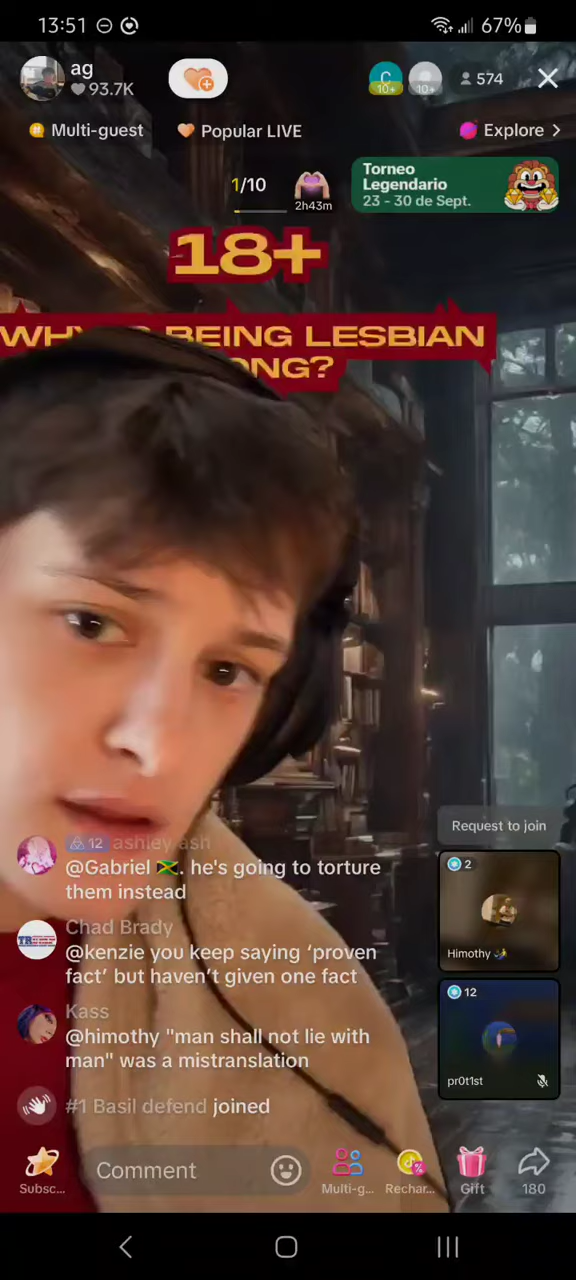 13:51
67%
ag
93.7K
C
10+
10+
574
Multi-guest
Popular LIVE
Explore >
1/10
2h43m
Torneo
Legendario
23 - 30 de Sept.
18+
BEING LESBIAN
Request to join
12 ashley ash
@Gabriel 🇯🇲. he's going to torture
them instead
2
Himothy
Chad Brady
@kenzie you keep saying ‘proven
fact’ but haven’t given one fact
Kass
@himothy "man shall not lie with
man" was a mistranslation
12
pr0t1st
#1 Basil defend joined
Comment
Subsc...
Multi-g...
Rechar...
Gift
180